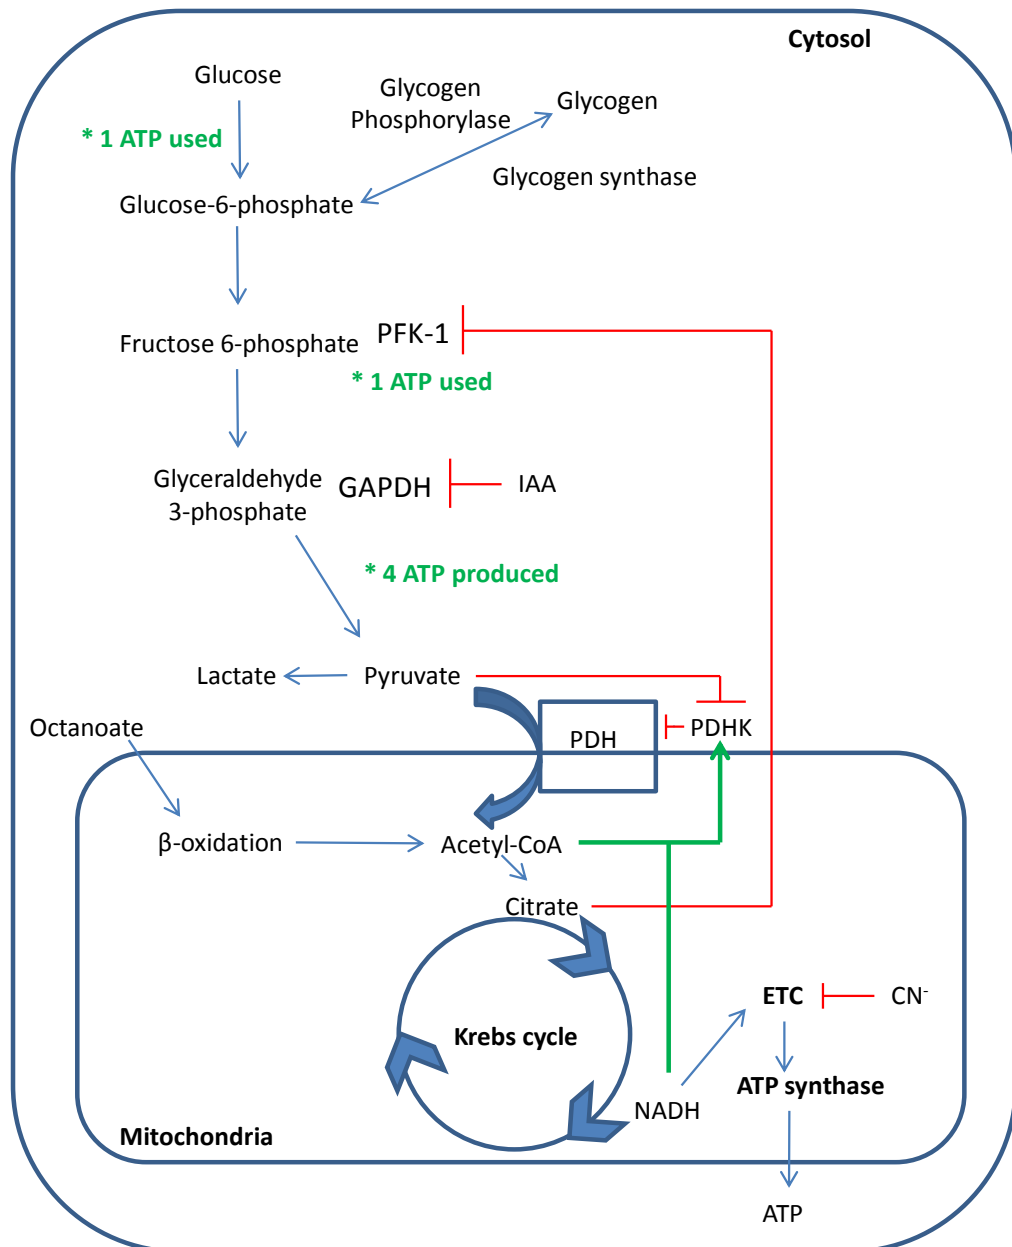 Cytosol
Glucose
Glycogen
Phosphorylase
Glycogen
* 1 ATP used
Glycogen synthase
Glucose-6-phosphate
Fructose 6-phosphate
PFK-1
* 1 ATP used
Glyceraldehyde
3-phosphate
GAPDH
IAA
* 4 ATP produced
Lactate
Pyruvate
Octanoate
PDH
PDHK
β-oxidation
Acetyl-CoA
Citrate
ETC
CN⁻
Krebs cycle
ATP synthase
NADH
Mitochondria
ATP